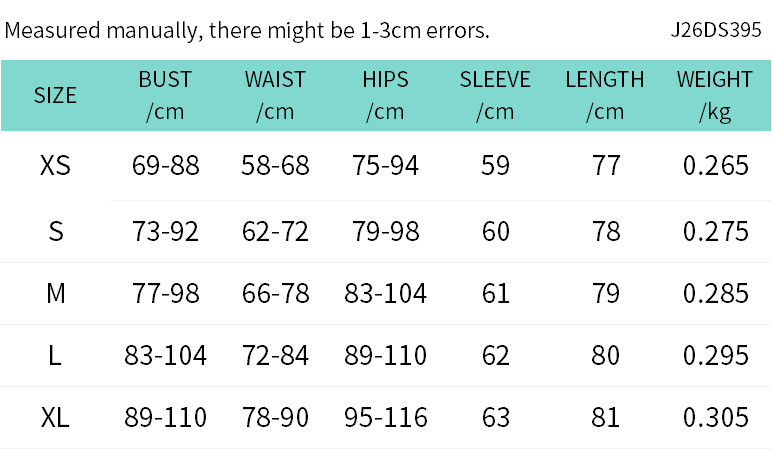 Measured manually, there might be 1-3cm errors. J26DS395
SIZE BUST /cm WAIST /cm HIPS /cm SLEEVE /cm LENGTH /cm WEIGHT /kg
XS 69-88 58-68 75-94 59 77 0.265
S 73-92 62-72 79-98 60 78 0.275
M 77-98 66-78 83-104 61 79 0.285
L 83-104 72-84 89-110 62 80 0.295
XL 89-110 78-90 95-116 63 81 0.305